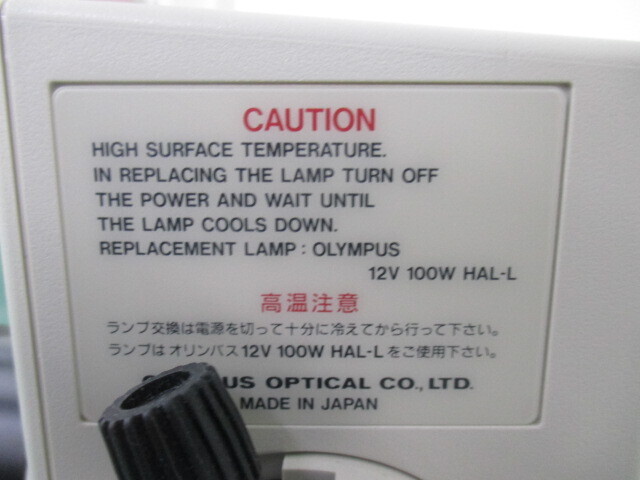 CAUTION
HIGH SURFACE TEMPERATURE.
IN REPLACING THE LAMP TURN OFF
THE POWER AND WAIT UNTIL
THE LAMP COOLS DOWN.
REPLACEMENT LAMP : OLYMPUS
12V 100W HAL-L
高温注意
ランプ交換は電源を切って十分に冷えてから行って下さい。
ランプはオリンパス12V 100W HAL-Lをご使用下さい。
OPTICAL CO., LTD.
MADE IN JAPAN